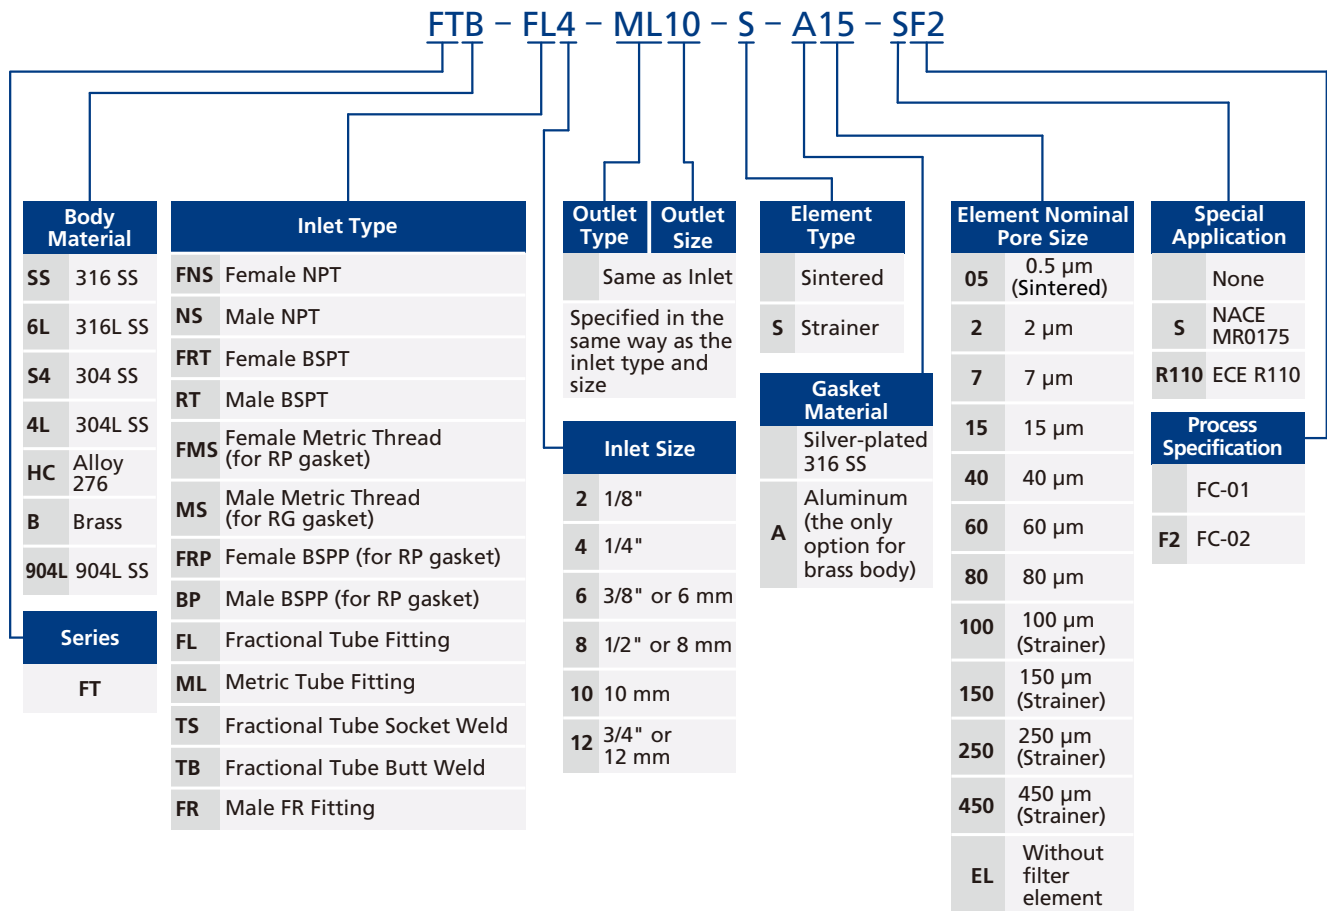 FTB – FL4 – ML10 – S – A15 – SF2
Body
Material
SS 316 SS
6L 316L SS
S4 304 SS
4L 304L SS
HC Alloy
276
B Brass
904L 904L SS
Series
FT
Inlet Type
FNS Female NPT
NS Male NPT
FRT Female BSPT
RT Male BSPT
FMS Female Metric Thread
(for RP gasket)
MS Male Metric Thread
(for RG gasket)
FRP Female BSPP (for RP gasket)
BP Male BSPP (for RP gasket)
FL Fractional Tube Fitting
ML Metric Tube Fitting
TS Fractional Tube Socket Weld
TB Fractional Tube Butt Weld
FR Male FR Fitting
Outlet
Type
Outlet
Size
Same as Inlet
Specified in the
same way as the
inlet type and
size
Inlet Size
2 1/8"
4 1/4"
6 3/8" or 6 mm
8 1/2" or 8 mm
10 10 mm
12 3/4" or
12 mm
Element
Type
Sintered
S Strainer
Gasket
Material
Silver-plated
316 SS
A Aluminum
(the only
option for
brass body)
Element Nominal
Pore Size
05 0.5 µm
(Sintered)
2 2 µm
7 7 µm
15 15 µm
40 40 µm
60 60 µm
80 80 µm
100 100 µm
(Strainer)
150 150 µm
(Strainer)
250 250 µm
(Strainer)
450 450 µm
(Strainer)
EL Without
filter
element
Special
Application
None
S NACE
MR0175
R110 ECE R110
Process
Specification
FC-01
F2 FC-02